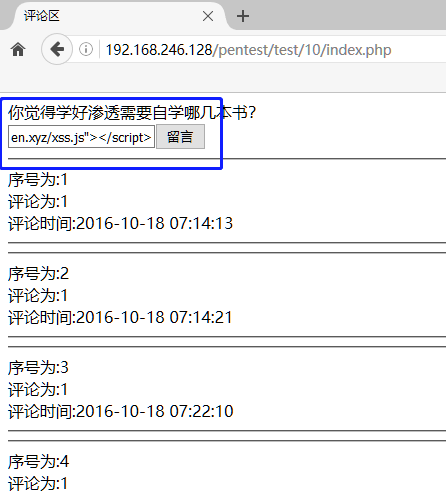 评论区
192.168.246.128/pentest/test/10/index.php
你觉得学好渗透需要自学哪几本书?
en.xyz/xss.js"></script> 留言
序号为:1
评论为:1
评论时间:2016-10-18 07:14:13
序号为:2
评论为:1
评论时间:2016-10-18 07:14:21
序号为:3
评论为:1
评论时间:2016-10-18 07:22:10
序号为:4
评论为:1